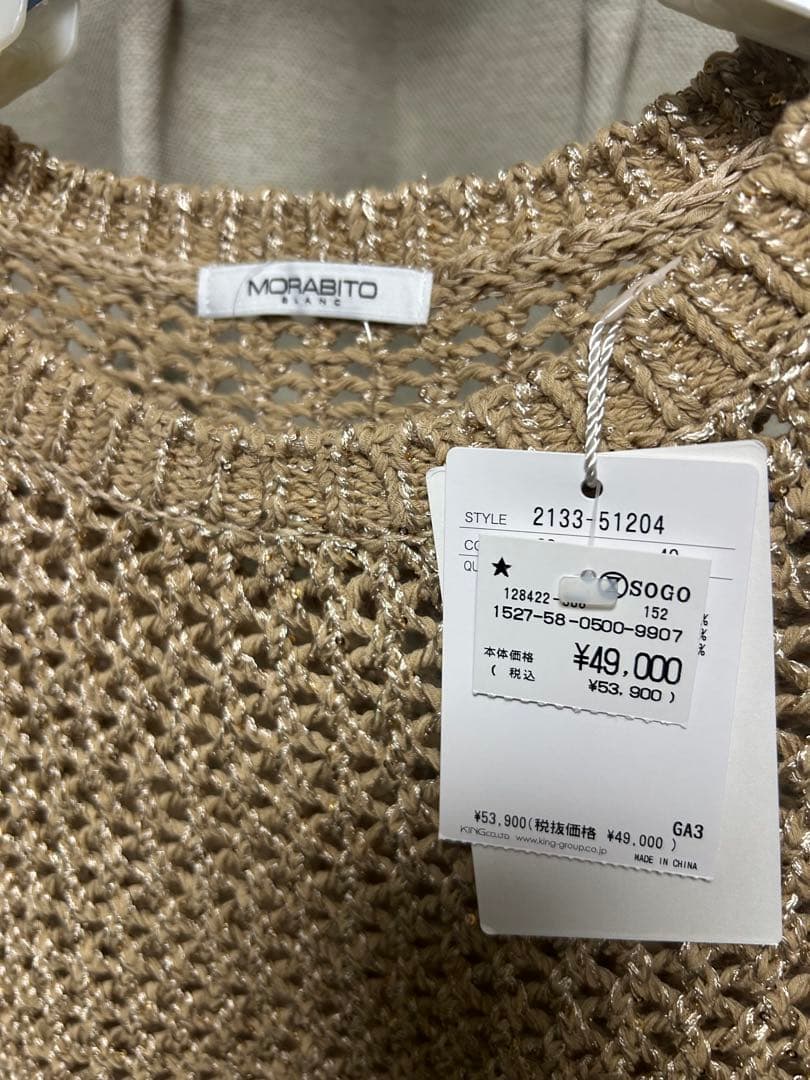 MORABITO
BLANC
STYLE 2133-51204
QU
★ SOGO
128422- 152
1527-58-0500-9907
本体価格 ¥49,000
( 税込 ¥53,900 )
%
%
%
¥53,900(税抜価格 ¥49,000 ) GA3
KING CO.,LTD. www.king-group.co.jp
MADE IN CHINA